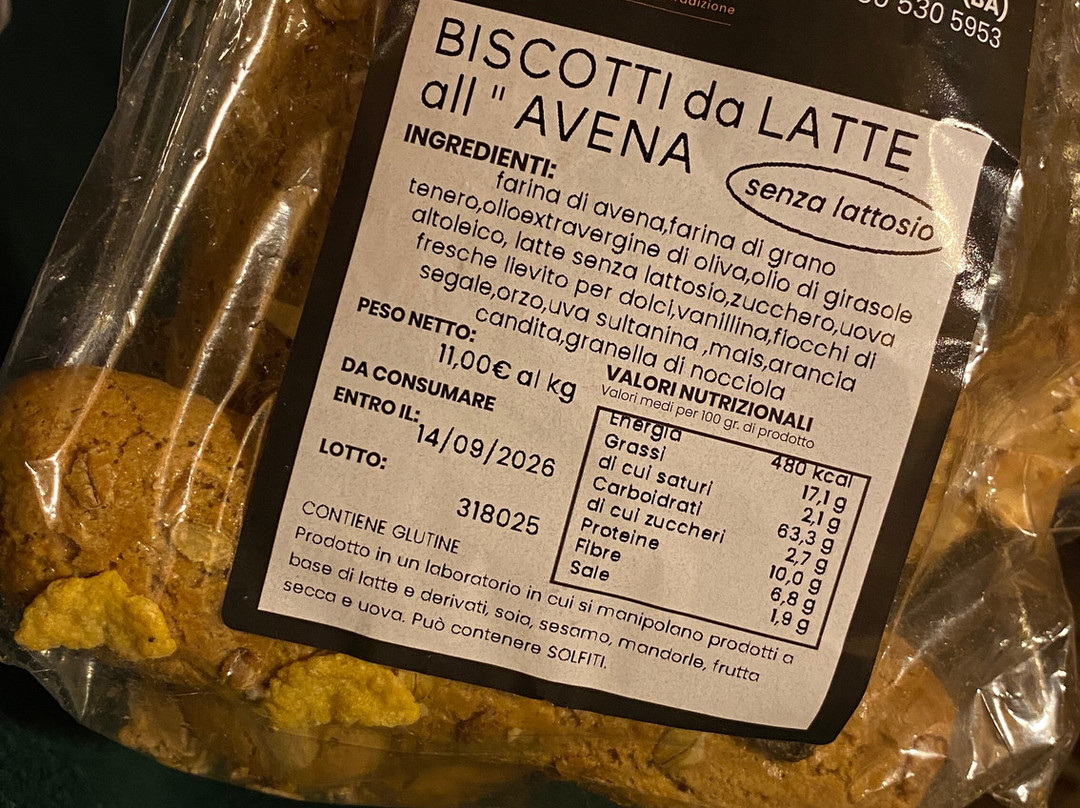 530 5953
BISCOTTI da LATTE
all " AVENA
senza lattosio
INGREDIENTI:
farina di avena,farina di grano
tenero,olioextravergine di oliva,olio di girasole
altoleico, latte senza lattosio,zucchero,uova
fresche lievito per dolci,vanillina,fiocchi di
segale,orzo,uva sultanina ,mais,arancia
candita,granella di nocciola
PESO NETTO:
11,00€ al kg
DA CONSUMARE
ENTRO IL:
14/09/2026
LOTTO:
318025
VALORI NUTRIZIONALI
Valori medi per 100 gr. di prodotto
Energia 480 kcal
Grassi 17,1 g
di cui saturi 2,1 g
Carboidrati 63,3 g
di cui zuccheri 2,7 g
Proteine 10,0 g
Fibre 6,8 g
Sale 1,9 g
CONTIENE GLUTINE
Prodotto in un laboratorio in cui si manipolano prodotti a
base di latte e derivati, soia, sesamo, mandorle, frutta
secca e uova. Può contenere SOLFITI.